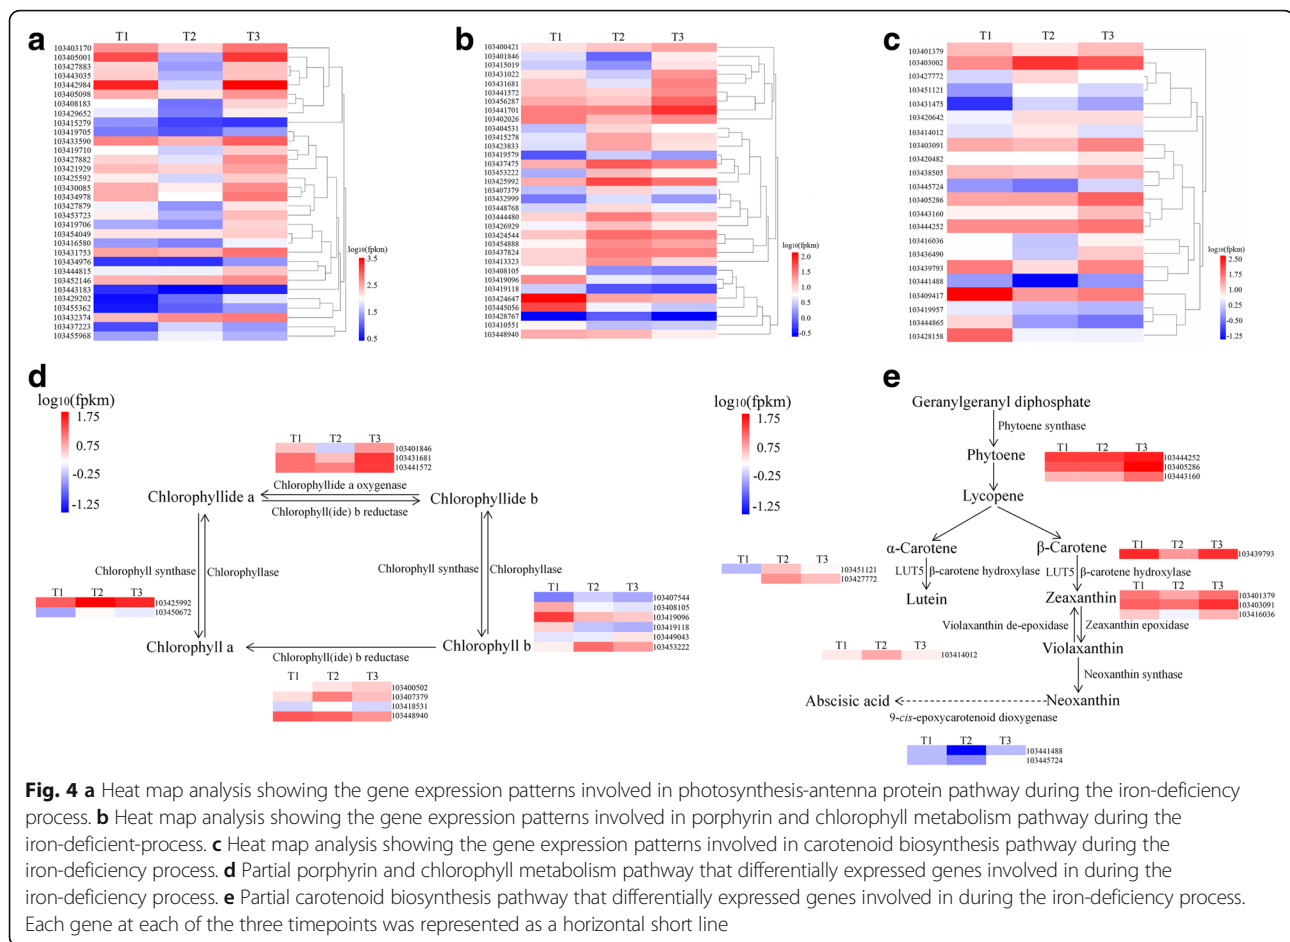 a
T1 T2 T3
103403170
103405001
103427883
103443035
103442984
103405098
103408183
103429652
103415279
103419705
103433590
103419710
103427882
103421929
103425592
103430085
103434978
103427879
103453723
103419706
103454049
103416580
103431753
103434976
103444815
103452146
103443183
103429202
103455362
103432374
103437223
103455968
log10(fpkm)
3.5
2.5
1.5
0.5
b
T1 T2 T3
103400421
103401846
103415019
103431022
103431681
103441572
103456287
103441701
103402026
103404531
103415278
103423833
103419579
103437475
103453222
103425992
103407379
103432999
103448768
103444480
103426929
103424544
103454888
103437824
103413323
103408105
103419096
103419118
103424647
103445056
103428767
103410551
103448940
log10(fpkm)
2.0
1.0
0.0
-0.5
c
T1 T2 T3
103401379
103403002
103427772
103451121
103431475
103420642
103414012
103403091
103420482
103438505
103445724
103405286
103443160
103444252
103416036
103436490
103439793
103441488
103409417
103419957
103444865
103428158
log10(fpkm)
2.50
1.00
-0.50
-1.25
d
log10(fpkm)
1.75
0.75
-0.25
-1.25
T1 T2 T3
103401846
103431681
103441572
Chlorophyllide a
Chlorophyllide a oxygenase
Chlorophyll(ide) b reductase
Chlorophyllide b
Chlorophyll synthase
Chlorophyllase
Chlorophyll synthase
Chlorophyllase
T1 T2 T3
103425992
103450672
T1 T2 T3
103407544
103408105
103419096
103419118
103449043
103453222
Chlorophyll a
Chlorophyll(ide) b reductase
Chlorophyll b
T1 T2 T3
103400502
103407379
103418531
103448940
e
log10(fpkm)
1.75
0.75
-0.25
-1.25
Geranylgeranyl diphosphate
Phytoene synthase
Phytoene
T1 T2 T3
103444252
103405286
103443160
Lycopene
α-Carotene
β-Carotene
T1 T2 T3
103439793
T1 T2 T3
103451121
103427772
LUT5
β-carotene hydroxylase
LUT5
β-carotene hydroxylase
Lutein
Zeaxanthin
T1 T2 T3
103401379
103403091
103416036
Violaxanthin de-epoxidase
Zeaxanthin epoxidase
T1 T2 T3
103414012
Violaxanthin
Neoxanthin synthase
Abscisic acid
Neoxanthin
9-cis-epoxycarotenoid dioxygenase
T1 T2 T3
103441488
103445724
Fig. 4 a Heat map analysis showing the gene expression patterns involved in photosynthesis-antenna protein pathway during the iron-deficiency
process. b Heat map analysis showing the gene expression patterns involved in porphyrin and chlorophyll metabolism pathway during the
iron-deficient-process. c Heat map analysis showing the gene expression patterns involved in carotenoid biosynthesis pathway during the
iron-deficiency process. d Partial porphyrin and chlorophyll metabolism pathway that differentially expressed genes involved in during the
iron-deficiency process. e Partial carotenoid biosynthesis pathway that differentially expressed genes involved in during the iron-deficiency process.
Each gene at each of the three timepoints was represented as a horizontal short line